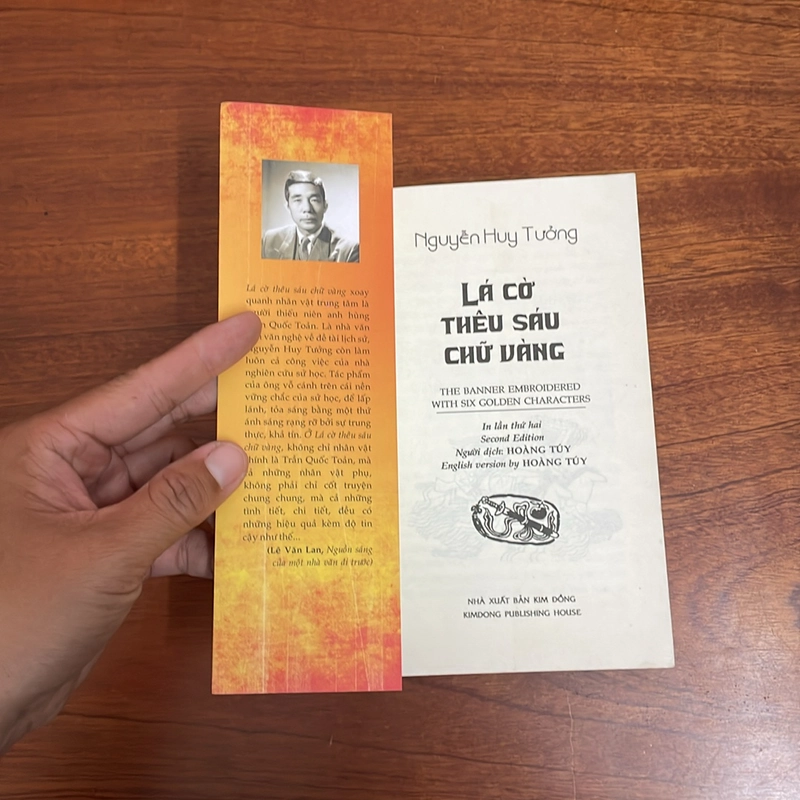 Lá cờ thêu sáu chữ vàng xoay
quanh nhân vật trung tâm là
người thiếu niên anh hùng
Quốc Toản. Là nhà văn
văn nghệ về đề tài lịch sử,
Nguyễn Huy Tưởng còn làm
luôn cả công việc của nhà
nghiên cứu sử học. Tác phẩm
của ông vỗ cánh trên cái nền
vững chắc của sử học, để lấp
lánh, tỏa sáng bằng một thứ
ánh sáng rạng rỡ bởi sự trung
thực, khả tín. Ở Lá cờ thêu sáu
chữ vàng, không chỉ nhân vật
chính là Trần Quốc Toản, mà
cả những nhân vật phụ,
không phải chỉ cốt truyện
chung chung, mà cả những
tình tiết, chi tiết, đều có
những hiệu quả kèm độ tin
cậy như thế...
(Lê Văn Lan, Nguồn sáng
của một nhà văn đi trước)
Nguyễn Huy Tưởng
LÁ CỜ
THÊU SÁU
CHỮ VÀNG
THE BANNER EMBROIDERED
WITH SIX GOLDEN CHARACTERS
In lần thứ hai
Second Edition
Người dịch: HOÀNG TÚY
English version by HOÀNG TÚY
NHÀ XUẤT BẢN KIM ĐỒNG
KIMDONG PUBLISHING HOUSE